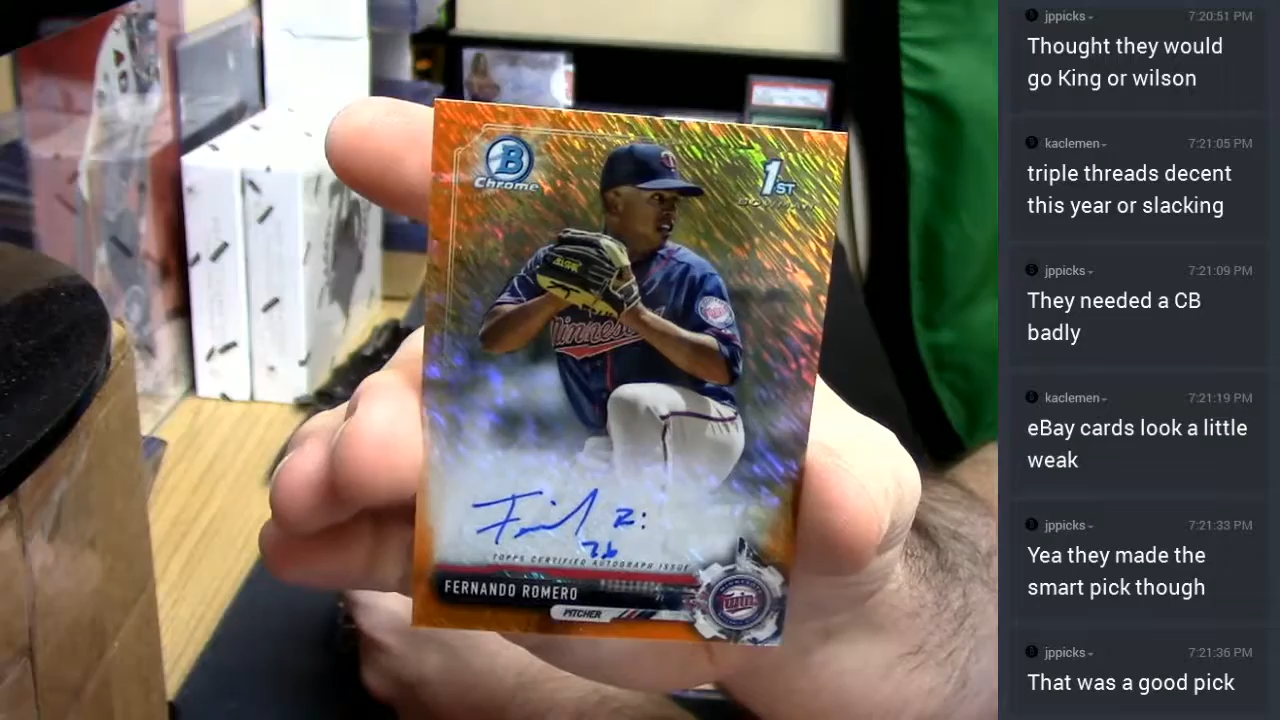 B
Chrome
1ST
BOWMAN
Minneso
TOPPS CERTIFIED AUTOGRAPH ISSUE
FERNANDO ROMERO
PITCHER
Twins
jppicks
7:20:51 PM
Thought they would
go King or wilson
kaclemen
7:21:05 PM
triple threads decent
this year or slacking
jppicks
7:21:09 PM
They needed a CB
badly
kaclemen
7:21:19 PM
eBay cards look a little
weak
jppicks
7:21:33 PM
Yea they made the
smart pick though
jppicks
7:21:36 PM
That was a good pick